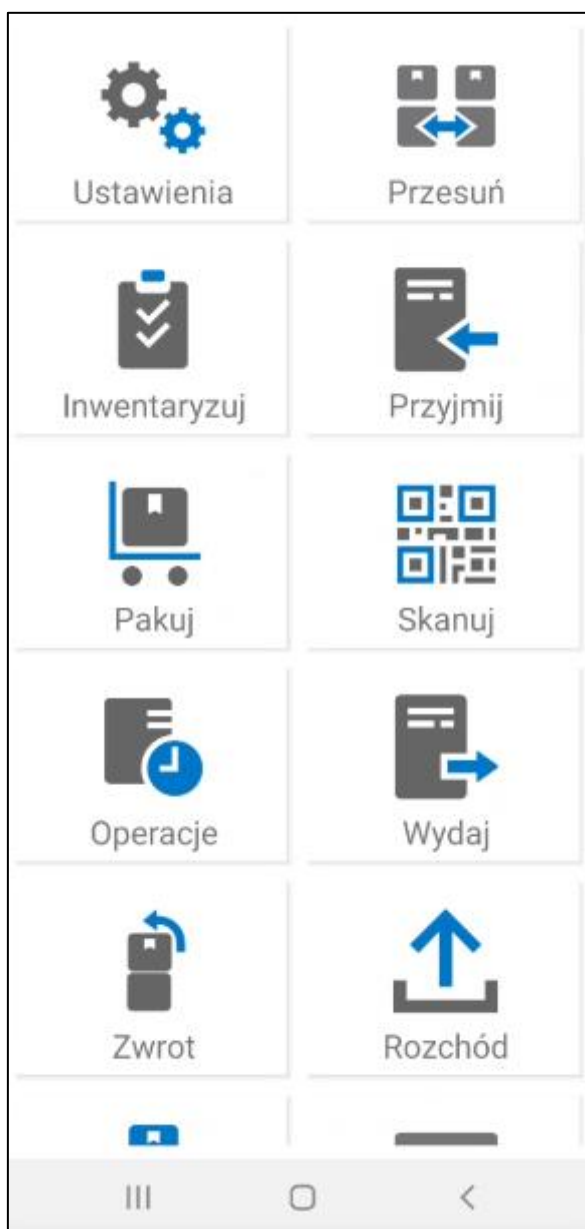 Ustawienia
Przesuń
Inwentaryzuj
Przyjmij
Pakuj
Skanuj
Operacje
Wydaj
Zwrot
Rozchód